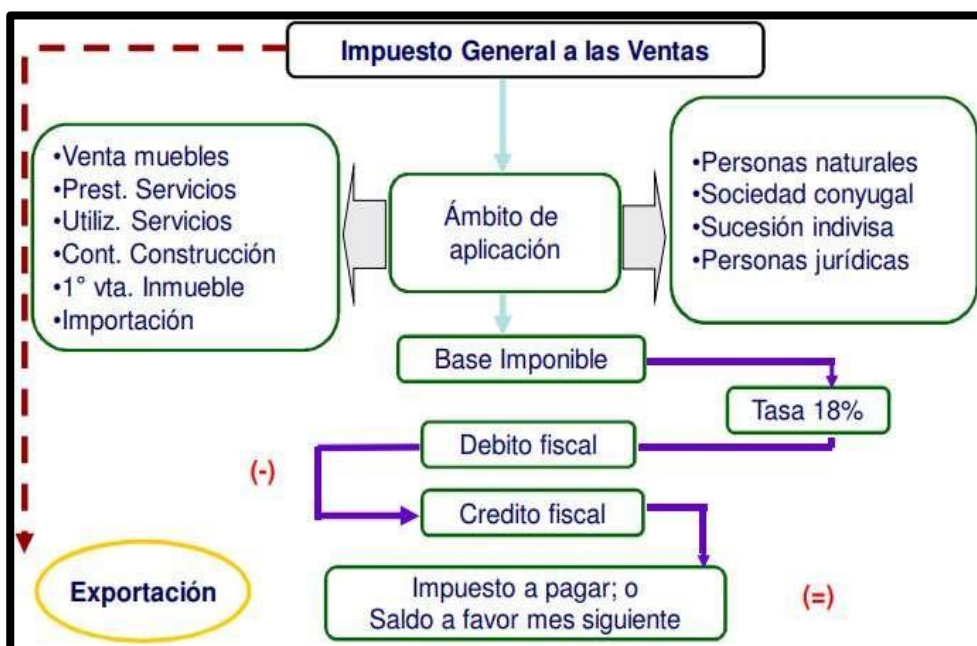 Impuesto General a las Ventas
•Venta muebles
•Prest. Servicios
•Utiliz. Servicios
•Cont. Construcción
•1° vta. Inmueble
•Importación
Ámbito de
aplicación
•Personas naturales
•Sociedad conyugal
•Sucesión indivisa
•Personas jurídicas
Base Imponible
Tasa 18%
Debito fiscal
(-)
Credito fiscal
Exportación
Impuesto a pagar; o
Saldo a favor mes siguiente
(=)